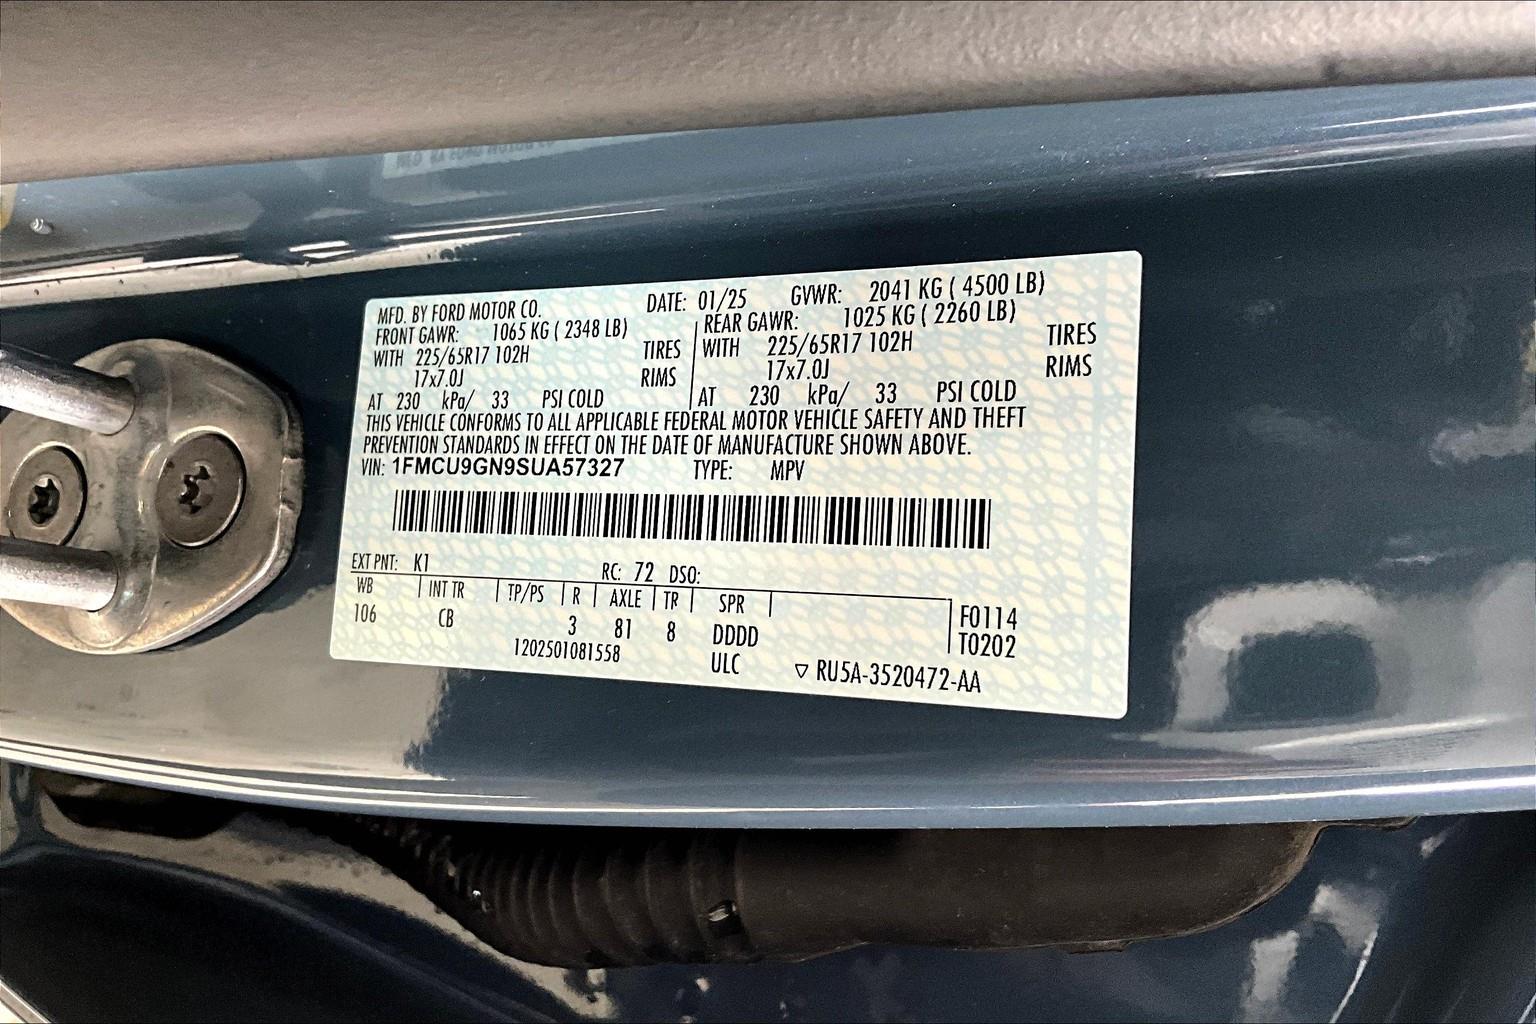 MFD. BY FORD MOTOR CO. DATE: 01/25 GVWR: 2041 KG ( 4500 LB)
FRONT GAWR: 1065 KG ( 2348 LB) REAR GAWR: 1025 KG ( 2260 LB)
WITH 225/65R17 102H TIRES WITH 225/65R17 102H TIRES
17x7.0J RIMS 17x7.0J RIMS
AT 230 kPa/ 33 PSI COLD AT 230 kPa/ 33 PSI COLD
THIS VEHICLE CONFORMS TO ALL APPLICABLE FEDERAL MOTOR VEHICLE SAFETY AND THEFT
PREVENTION STANDARDS IN EFFECT ON THE DATE OF MANUFACTURE SHOWN ABOVE.
VIN: 1FMCU9GN9SUA57327 TYPE: MPV
EXT PNT: K1 RC: 72 DSO:
WB INT TR TP/PS R AXLE TR SPR
106 CB 3 81 8 DDDD F0114
1202501081558 ULC T0202
▽ RU5A-3520472-AA